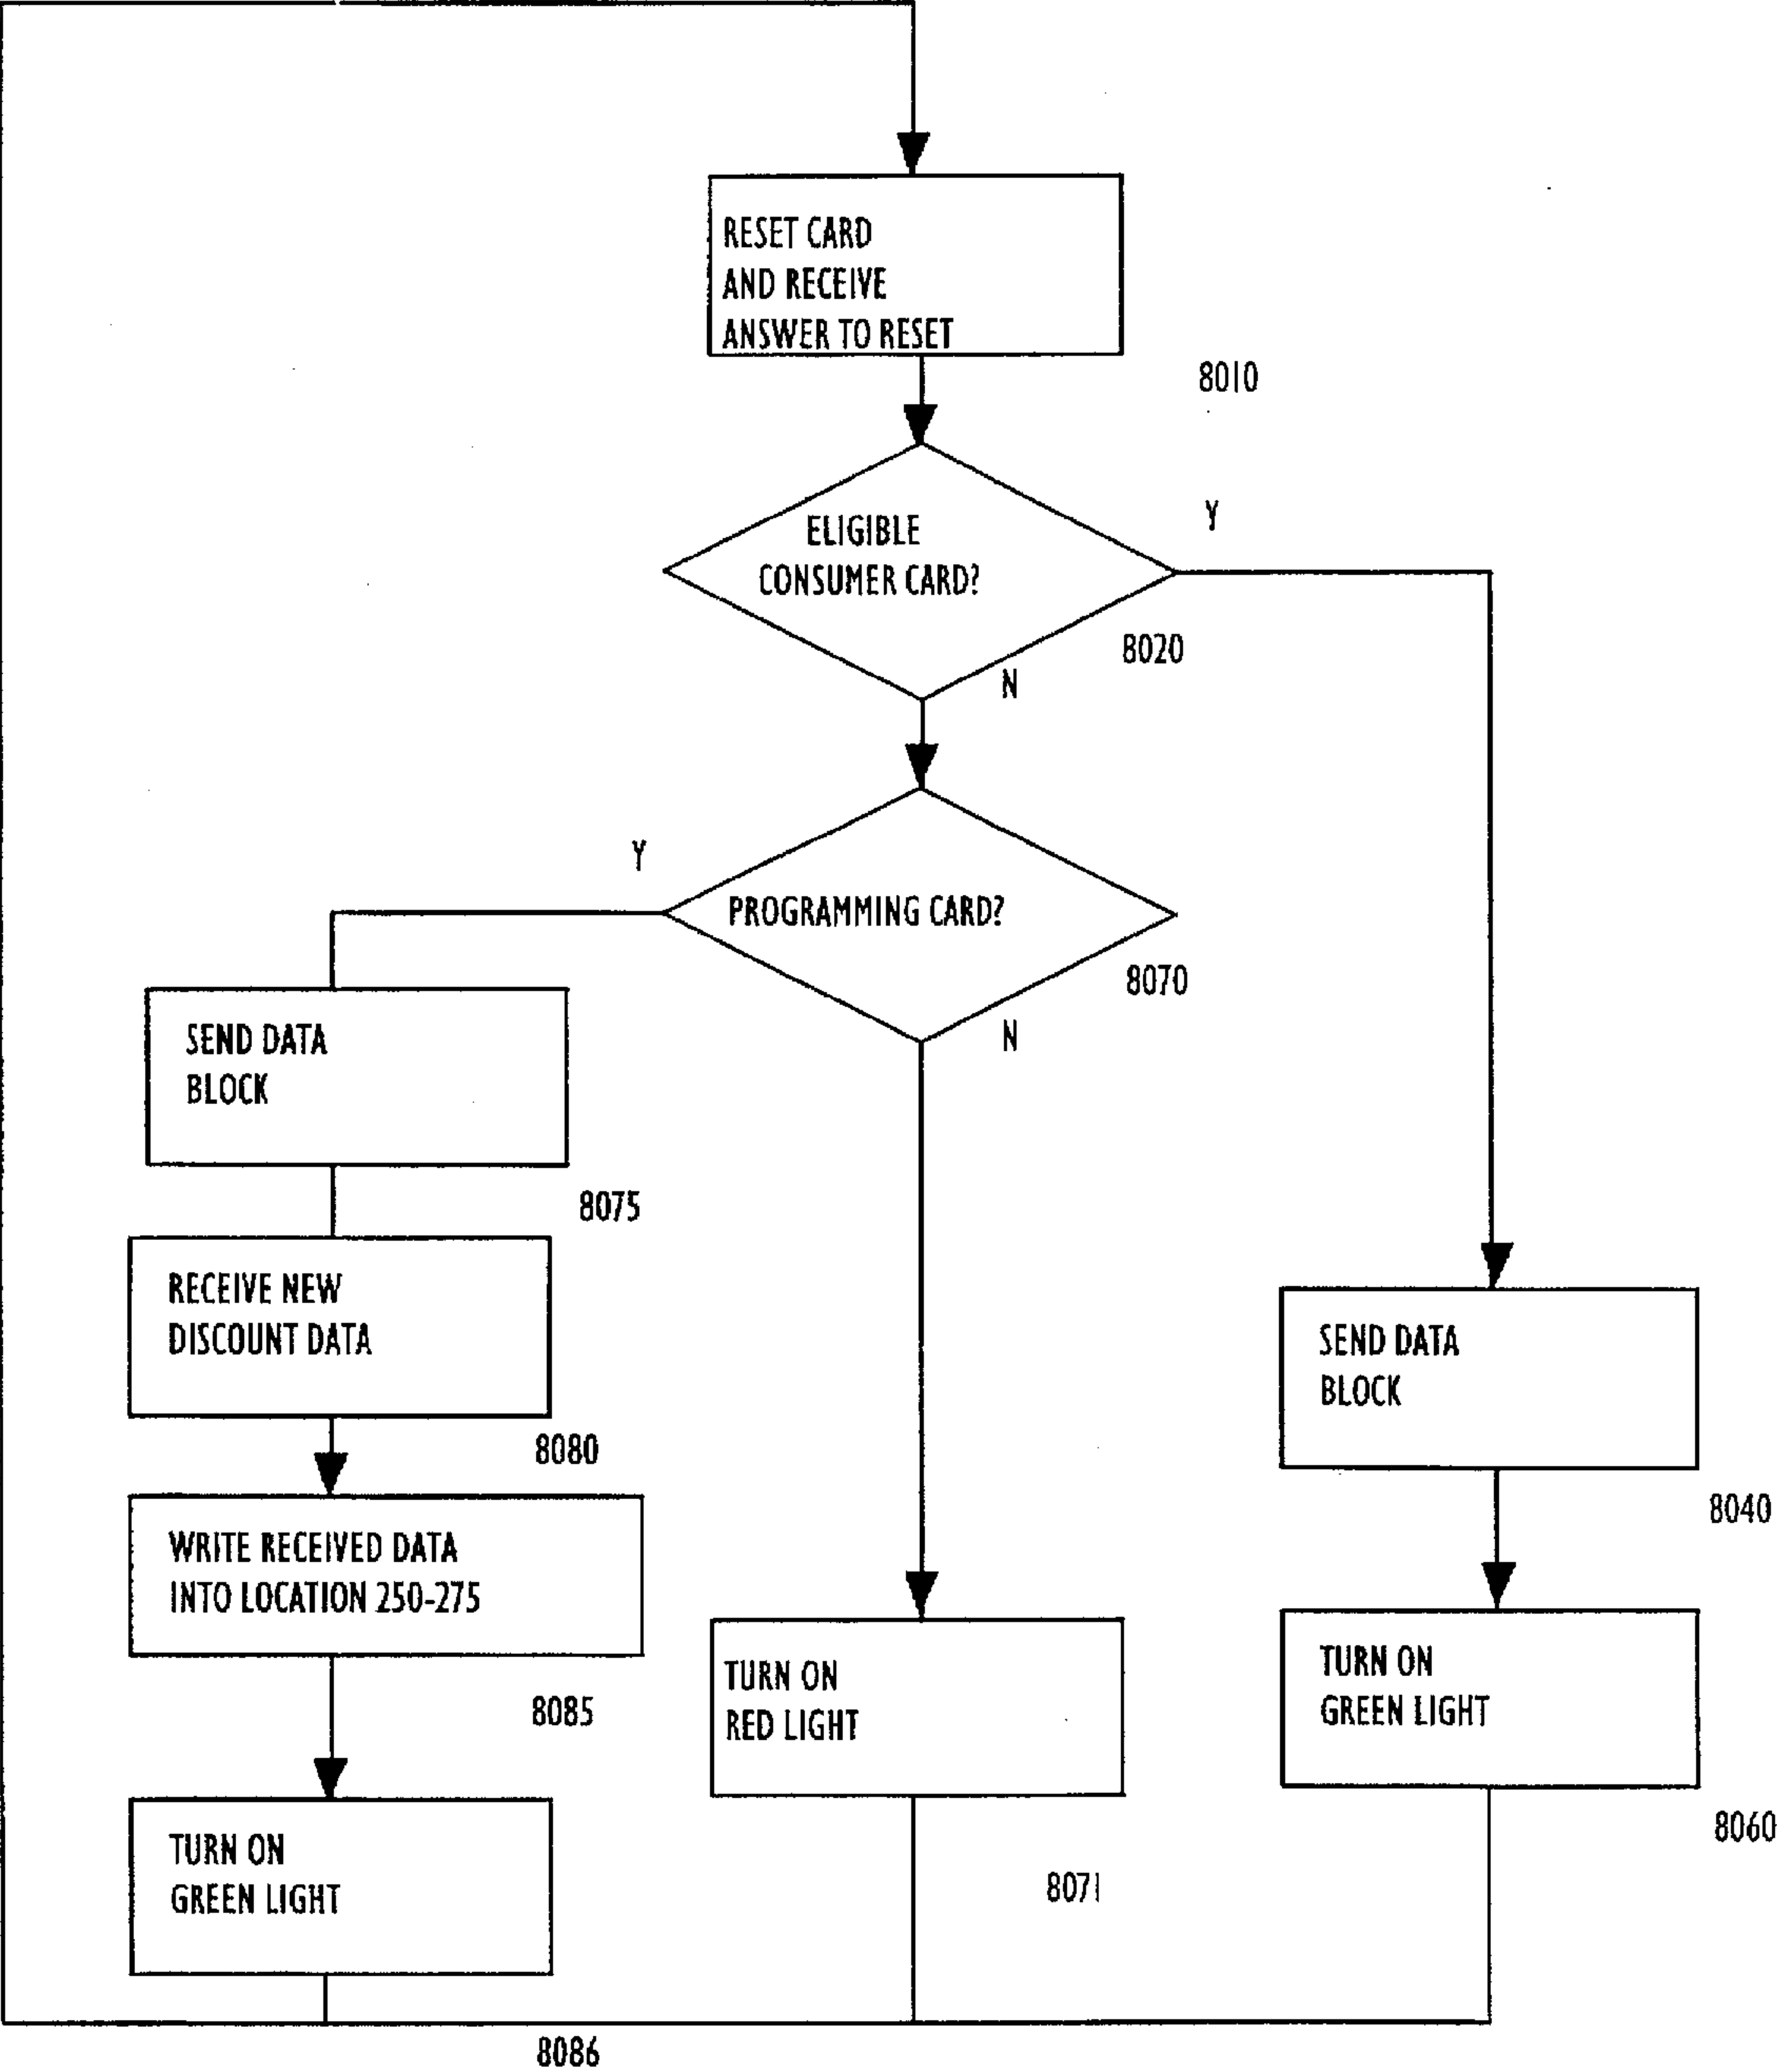 RESET CARD
AND RECEIVE
ANSWER TO RESET
8010
ELIGIBLE
CONSUMER CARD?
Y
8020
N
PROGRAMMING CARD?
Y
8070
N
SEND DATA
BLOCK
8075
RECEIVE NEW
DISCOUNT DATA
8080
WRITE RECEIVED DATA
INTO LOCATION 250-275
8085
TURN ON
GREEN LIGHT
8086
TURN ON
RED LIGHT
8071
SEND DATA
BLOCK
8040
TURN ON
GREEN LIGHT
8060